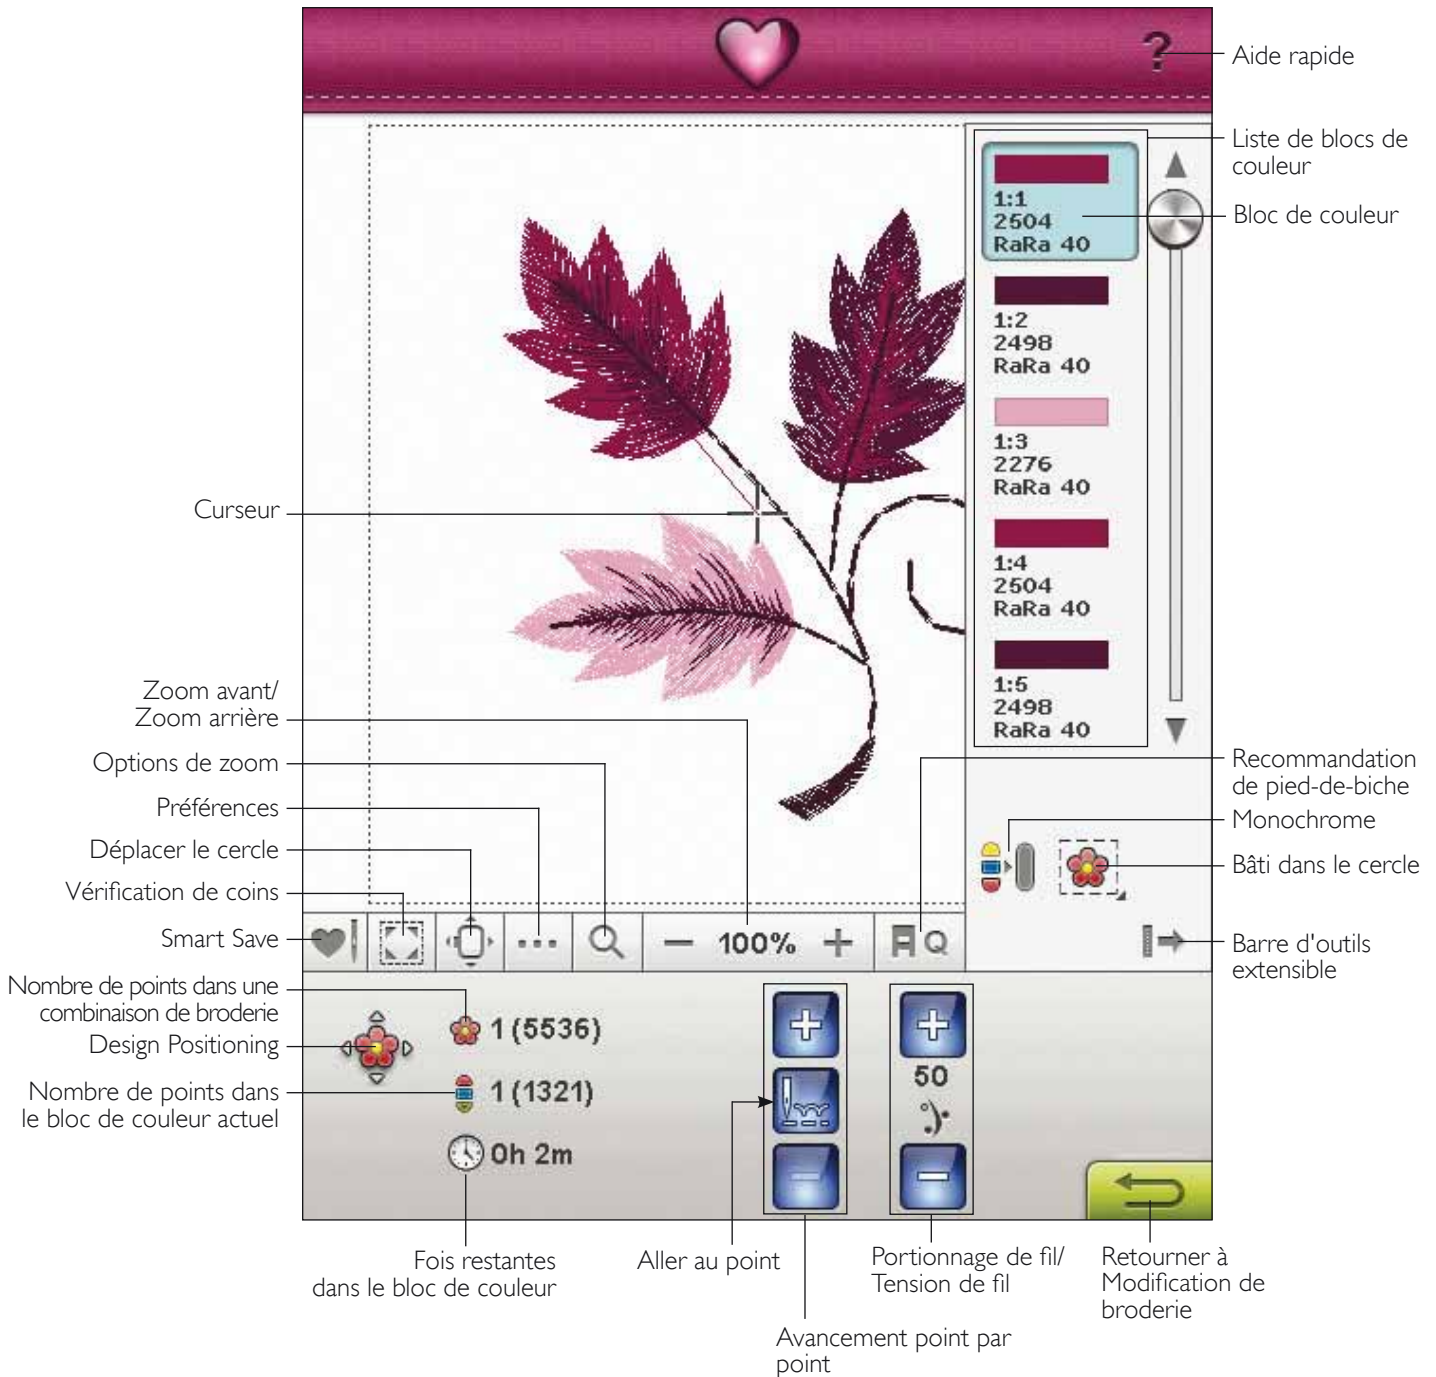 ?
Aide rapide
Liste de blocs de
couleur
Bloc de couleur
1:1
2504
RaRa 40
1:2
2498
RaRa 40
1:3
2276
RaRa 40
1:4
2504
RaRa 40
1:5
2498
RaRa 40
Curseur
Zoom avant/
Zoom arrière
Options de zoom
Préférences
Déplacer le cercle
Vérification de coins
Smart Save
Nombre de points dans une
combinaison de broderie
Design Positioning
Nombre de points dans
le bloc de couleur actuel
Recommandation
de pied-de-biche
Monochrome
Bâti dans le cercle
Barre d'outils
extensible
− 100% +
Q
1 (5536)
1 (1321)
0h 2m
50
Fois restantes
dans le bloc de couleur
Aller au point
Avancement point par
point
Portionnage de fil/
Tension de fil
Retourner à
Modification de
broderie